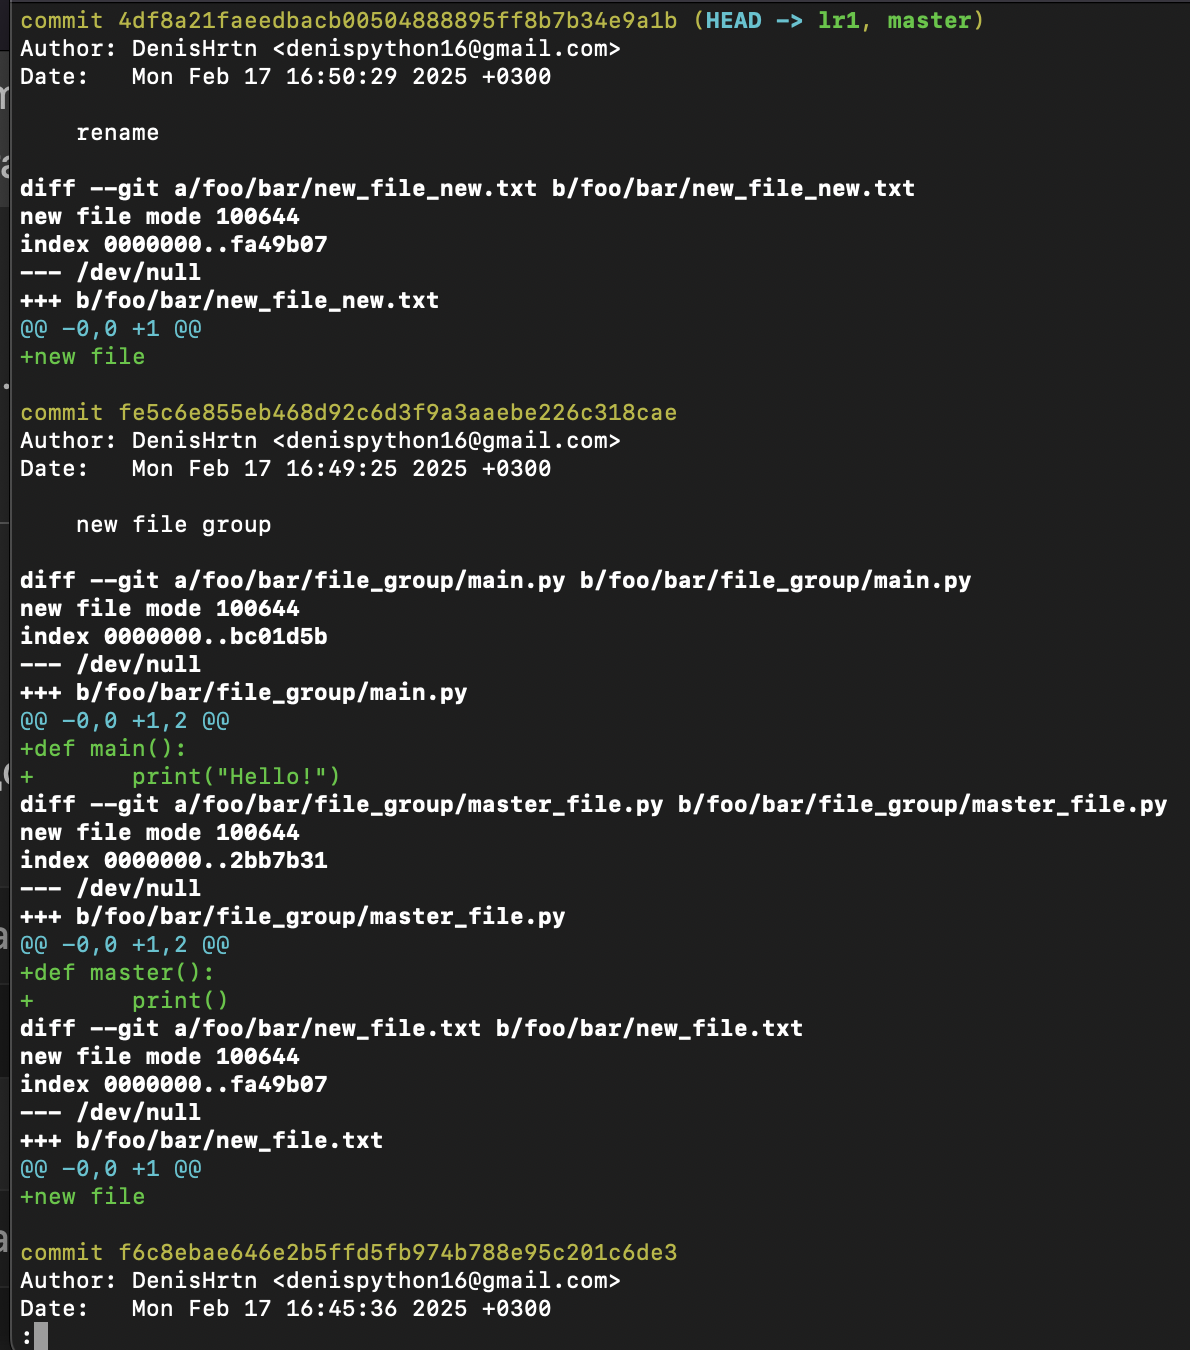 commit 4df8a21faeedbacb00504888895ff8b7b34e9a1b (HEAD -> lr1, master)
Author: DenisHrtn <denispython16@gmail.com>
Date:   Mon Feb 17 16:50:29 2025 +0300

    rename

diff --git a/foo/bar/new_file_new.txt b/foo/bar/new_file_new.txt
new file mode 100644
index 0000000..fa49b07
--- /dev/null
+++ b/foo/bar/new_file_new.txt
@@ -0,0 +1 @@
+new file

commit fe5c6e855eb468d92c6d3f9a3aaebe226c318cae
Author: DenisHrtn <denispython16@gmail.com>
Date:   Mon Feb 17 16:49:25 2025 +0300

    new file group

diff --git a/foo/bar/file_group/main.py b/foo/bar/file_group/main.py
new file mode 100644
index 0000000..bc01d5b
--- /dev/null
+++ b/foo/bar/file_group/main.py
@@ -0,0 +1,2 @@
+def main():
+       print("Hello!")
diff --git a/foo/bar/file_group/master_file.py b/foo/bar/file_group/master_file.py
new file mode 100644
index 0000000..2bb7b31
--- /dev/null
+++ b/foo/bar/file_group/master_file.py
@@ -0,0 +1,2 @@
+def master():
+       print()
diff --git a/foo/bar/new_file.txt b/foo/bar/new_file.txt
new file mode 100644
index 0000000..fa49b07
--- /dev/null
+++ b/foo/bar/new_file.txt
@@ -0,0 +1 @@
+new file

commit f6c8ebae646e2b5ffd5fb974b788e95c201c6de3
Author: DenisHrtn <denispython16@gmail.com>
Date:   Mon Feb 17 16:45:36 2025 +0300
: